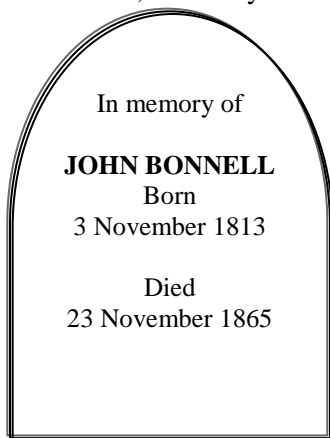 In memory of
JOHN BONNELL
Born
3 November 1813
Died
23 November 1865